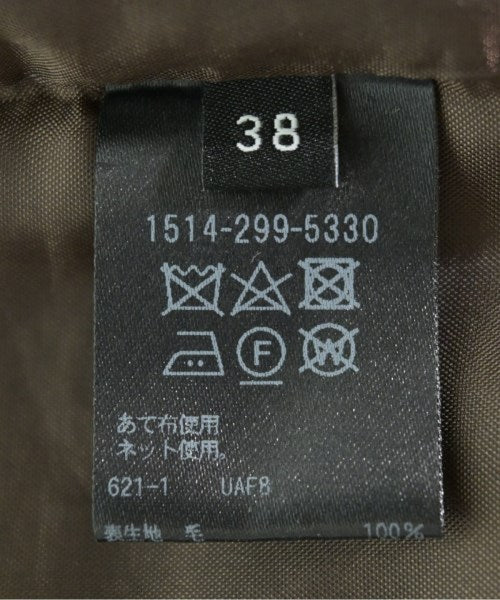 38
1514-299-5330
F W
あて布使用
ネット使用。
621-1 UAF8
表生地 毛 100%